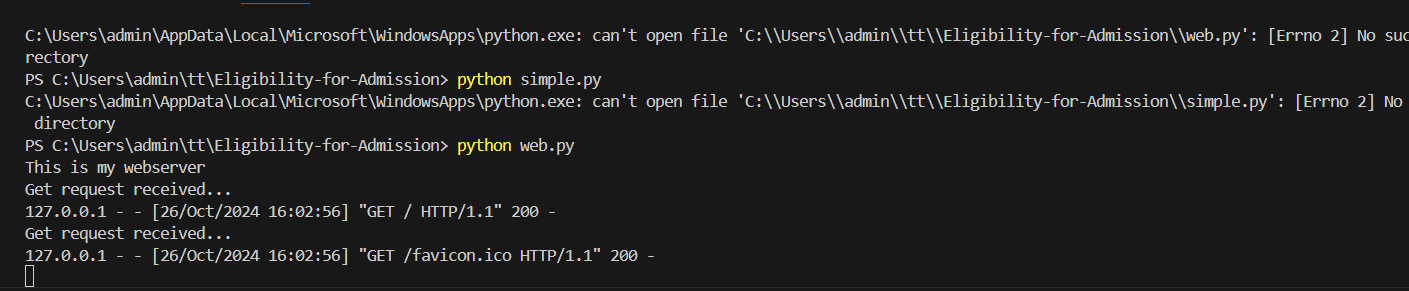 C:\Users\admin\AppData\Local\Microsoft\WindowsApps\python.exe: can't open file 'C:\\Users\\admin\\tt\\Eligibility-for-Admission\\web.py': [Errno 2] No suc
rectory
PS C:\Users\admin\tt\Eligibility-for-Admission> python simple.py
C:\Users\admin\AppData\Local\Microsoft\WindowsApps\python.exe: can't open file 'C:\\Users\\admin\\tt\\Eligibility-for-Admission\\simple.py': [Errno 2] No
directory
PS C:\Users\admin\tt\Eligibility-for-Admission> python web.py
This is my webserver
Get request received...
127.0.0.1 - - [26/Oct/2024 16:02:56] "GET / HTTP/1.1" 200 -
Get request received...
127.0.0.1 - - [26/Oct/2024 16:02:56] "GET /favicon.ico HTTP/1.1" 200 -